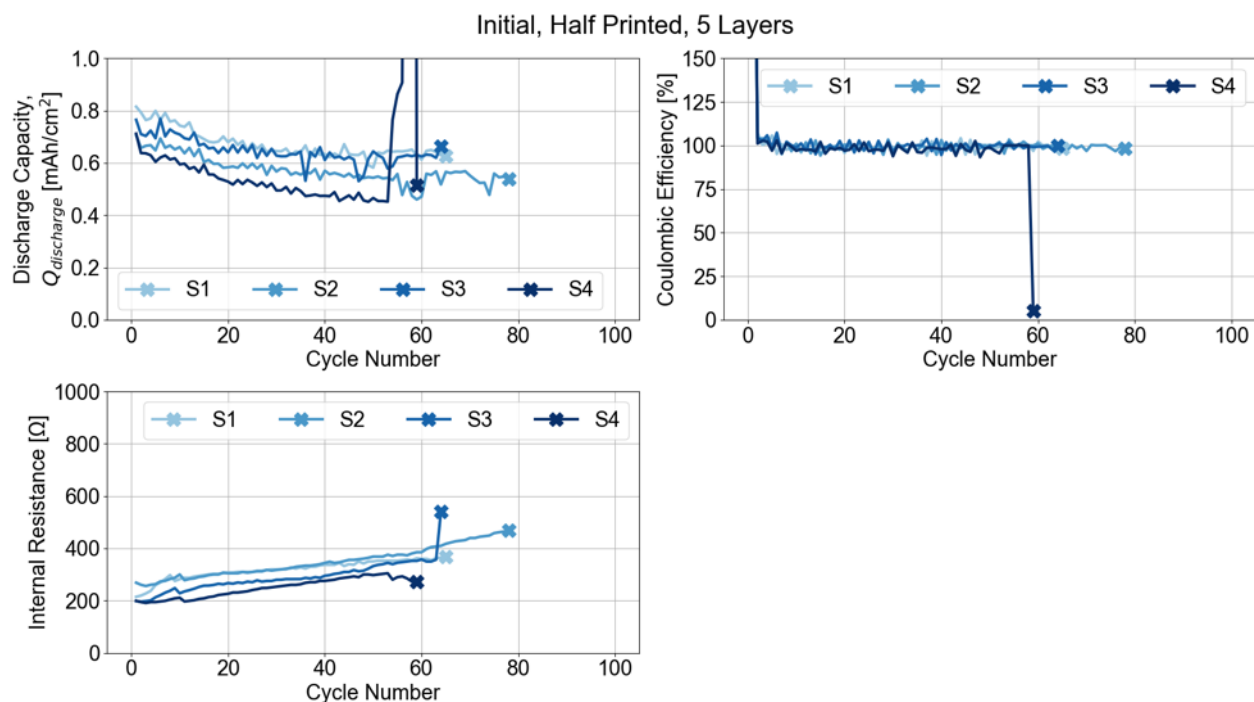 Initial, Half Printed, 5 Layers
Discharge Capacity,
Q_discharge [mAh/cm²]
1.0
0.8
0.6
0.4
0.2
0.0
S1 S2 S3 S4
0 20 40 60 80 100
Cycle Number
Coulombic Efficiency [%]
150
125
100
75
50
25
0
S1 S2 S3 S4
0 20 40 60 80 100
Cycle Number
Internal Resistance [Ω]
1000
800
600
400
200
0
S1 S2 S3 S4
0 20 40 60 80 100
Cycle Number